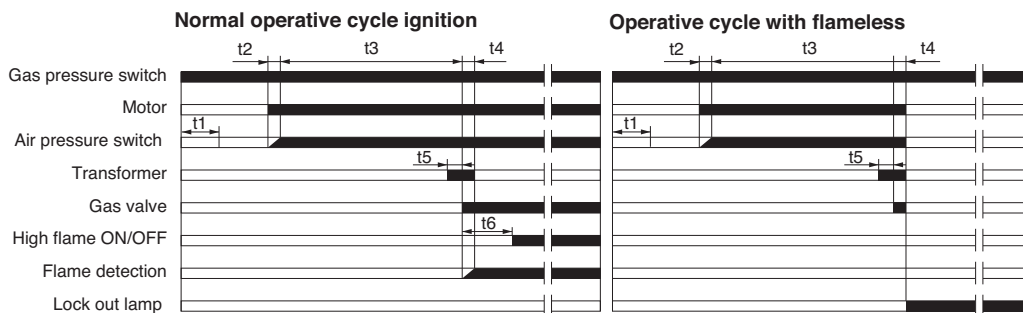 Normal operative cycle ignition
Operative cycle with flameless
t2 t3 t4 t2 t3 t4
Gas pressure switch
Motor
t1 t1
Air pressure switch
t5 t5
Transformer
Gas valve
t6
High flame ON/OFF
Flame detection
Lock out lamp